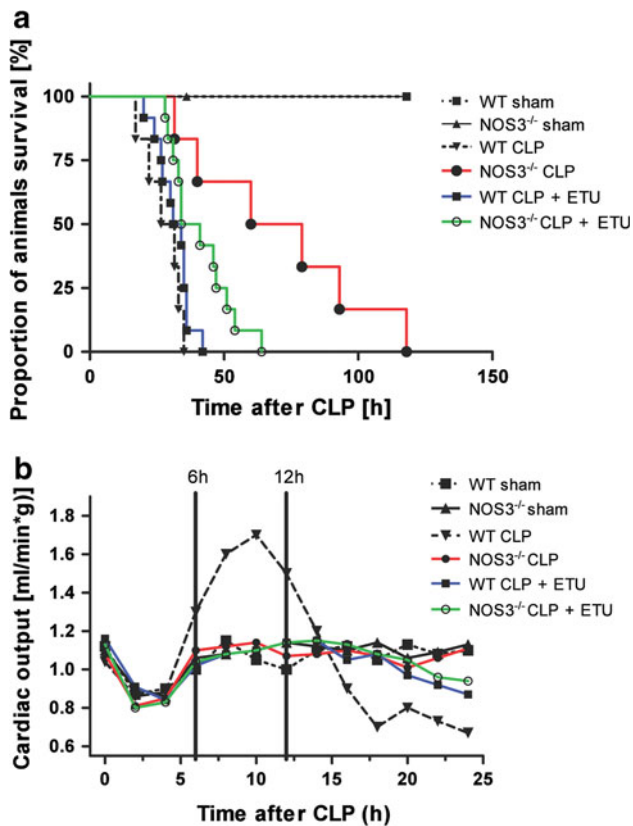 a
Proportion of animals survival [%]
100
75
50
25
0
0
50
100
150
Time after CLP [h]
WT sham
NOS3-/- sham
WT CLP
NOS3-/- CLP
WT CLP + ETU
NOS3-/- CLP + ETU
b
6h
12h
Cardiac output [ml/min*g)]
1.8
1.6
1.4
1.2
1.0
0.8
0.6
0
5
10
15
20
25
Time after CLP (h)
WT sham
NOS3-/- sham
WT CLP
NOS3-/- CLP
WT CLP + ETU
NOS3-/- CLP + ETU